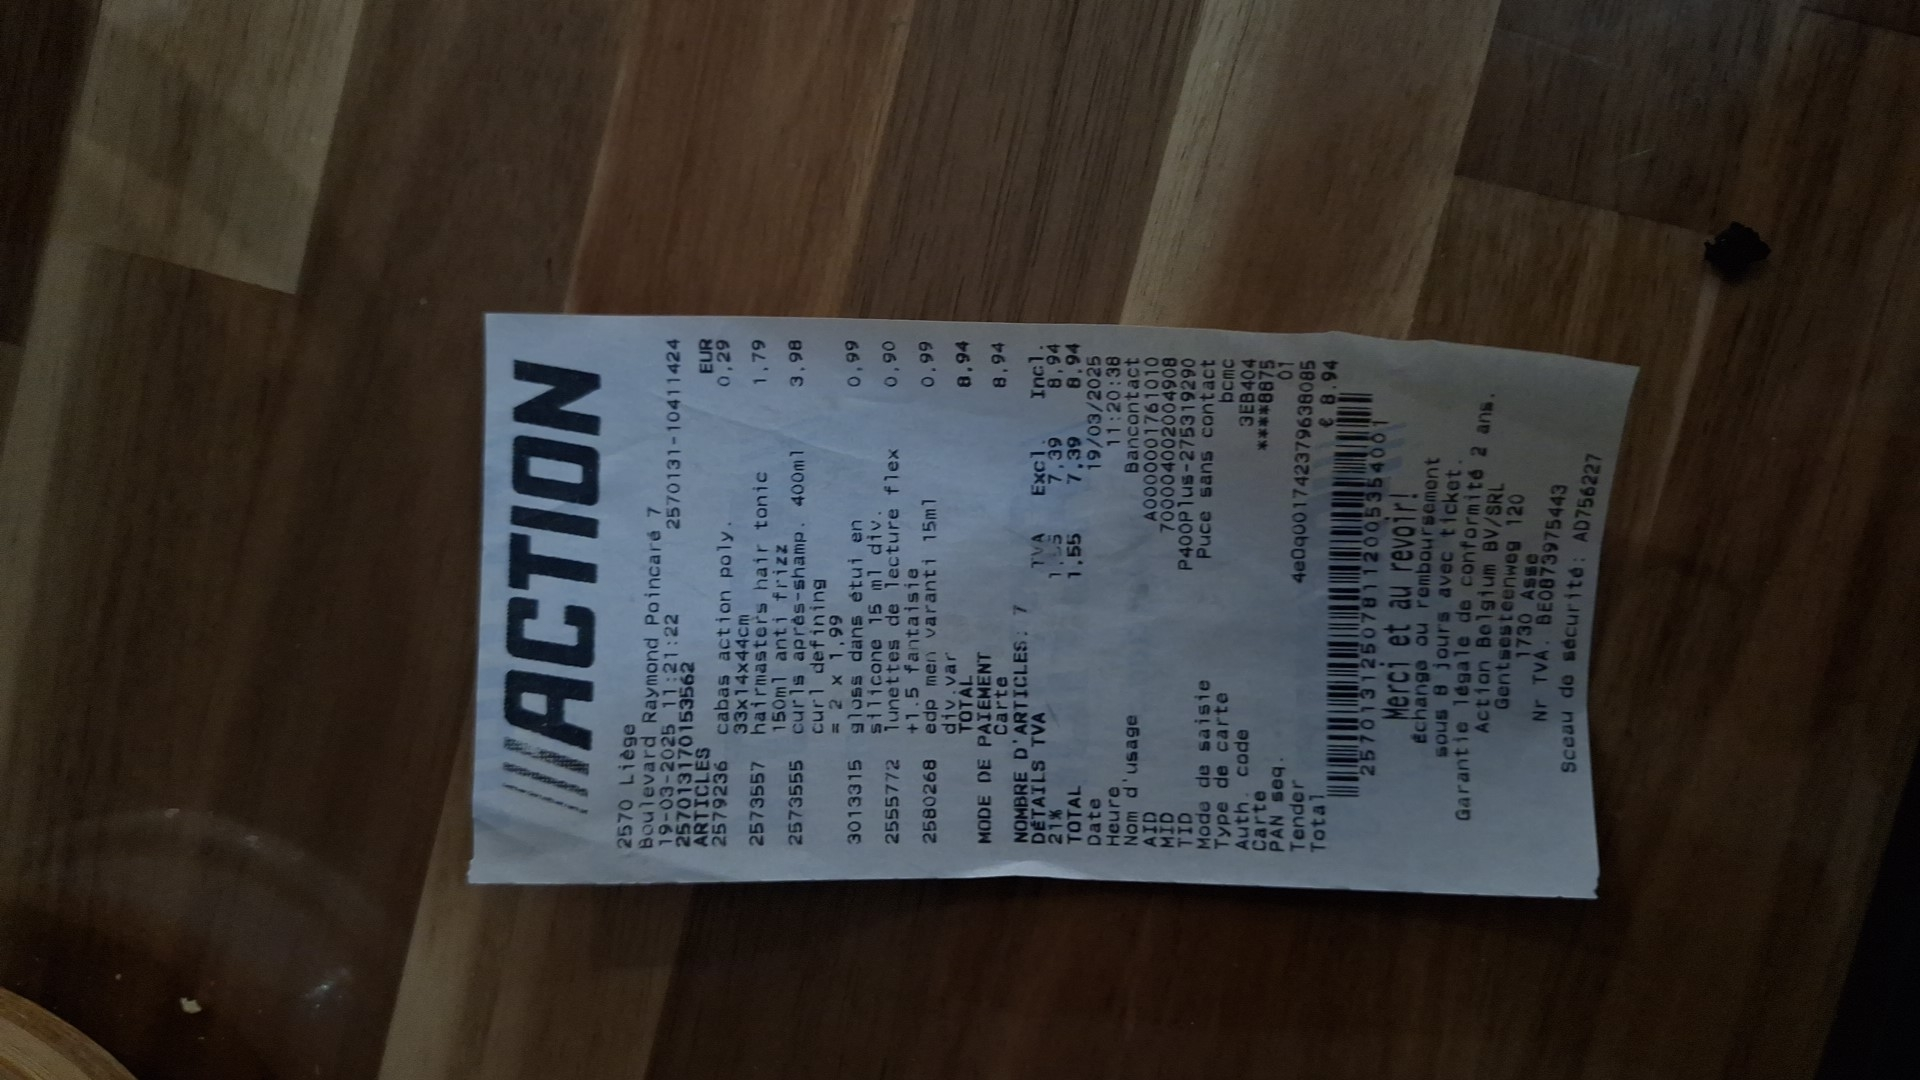 ACTION
2570 Liège
Boulevard Raymond Poincaré 7
19-03-2025 11:21:22 2570131-10411424
257013170153562
ARTICLES EUR
2579236 cabas action poly. 0,29
33x14x44cm
2573557 hairmasters hair tonic 1,79
150ml anti frizz
2573555 curls après-shamp. 400ml 3,98
curl defining
= 2 x 1,99
3013315 gloss dans étui en 0,99
silicone 15 ml div.
2555772 lunettes de lecture flex 0,90
+1.5 fantaisie
2580268 edp men varanti 15ml 0,99
div.var
TOTAL 8,94
MODE DE PAIEMENT
Carte 8,94
NOMBRE D'ARTICLES: 7
DÉTAILS TVA TVA Excl. Incl.
21% 1.55 7,39 8,94
TOTAL 1.55 7,39 8,94
Date 19/03/2025
Heure 11:20:38
Nom d'usage Bancontact
AID
MID
TID P400Plus-275319290
Mode de saisie Puce sans contact
Type de carte bcmc
Auth. code 3EB404
Carte ****8875
PAN seq. 01
Tender
Total € 8.94
Merci et au revoir!
échange ou remboursement
sous 8 jours avec ticket.
Garantie légale de conformité 2 ans.
Action Belgium BV/SRL
Gentsesteenweg 120
1730 Asse
Nr TVA: BE0873975443
Sceau de sécurité: AD756227